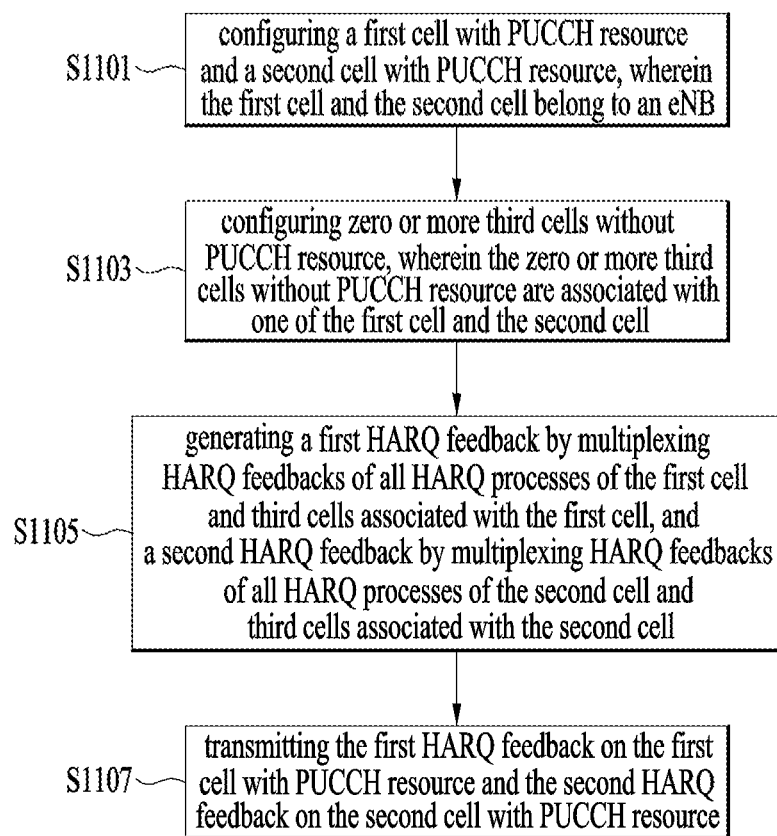 configuring a first cell with PUCCH resource
S1101
and a second cell with PUCCH resource, wherein
the first cell and the second cell belong to an eNB
configuring zero or more third cells without
S1103
PUCCH resource, wherein the zero or more third
cells without PUCCH resource are associated with
one of the first cell and the second cell
generating a first HARQ feedback by multiplexing
HARQ feedbacks of all HARQ processes of the first cell
S1105
and third cells associated with the first cell, and
a second HARQ feedback by multiplexing HARQ feedbacks
of all HARQ processes of the second cell and
third cells associated with the second cell
transmitting the first HARQ feedback on the first
S1107
cell with PUCCH resource and the second HARQ
feedback on the second cell with PUCCH resource